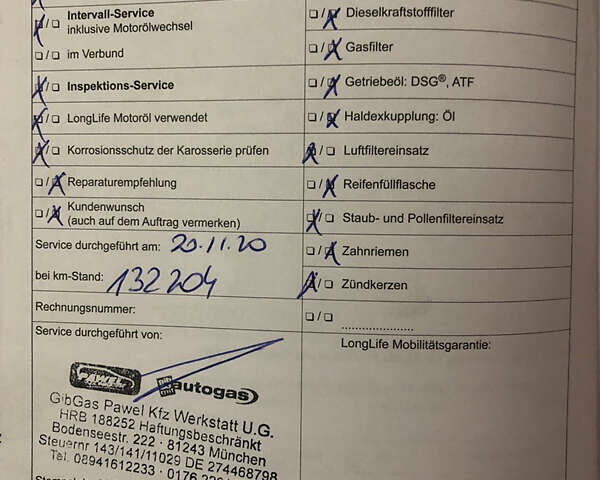 ☐/☐ Intervall-Service
inklusive Motorölwechsel
☐/☐ im Verbund
☐/☐ Inspektions-Service
☐/☐ LongLife Motoröl verwendet
☐/☐ Korrosionsschutz der Karosserie prüfen
☐/☐ Reparaturempfehlung
☐/☐ Kundenwunsch
(auch auf dem Auftrag vermerken)
Service durchgeführt am: 20.11.20
bei km-Stand: 132204
Rechnungsnummer:
Service durchgeführt von:
PAWEL autogas
GibGas Pawel Kfz Werkstatt U.G.
HRB 188252 Haftungsbeschränkt
Bodenseestr. 222 · 81243 München
Steuernr 143/141/11029 DE 274468798
Tel. 08941612233 · 0176
☐/☐ Dieselkraftstofffilter
☐/☐ Gasfilter
☐/☐ Getriebeöl: DSG®, ATF
☐/☐ Haldexkupplung: Öl
☐/☐ Luftfiltereinsatz
☐/☐ Reifenfüllflasche
☐/☐ Staub- und Pollenfiltereinsatz
☐/☐ Zahnriemen
☐/☐ Zündkerzen
☐/☐ ....................
LongLife Mobilitätsgarantie: